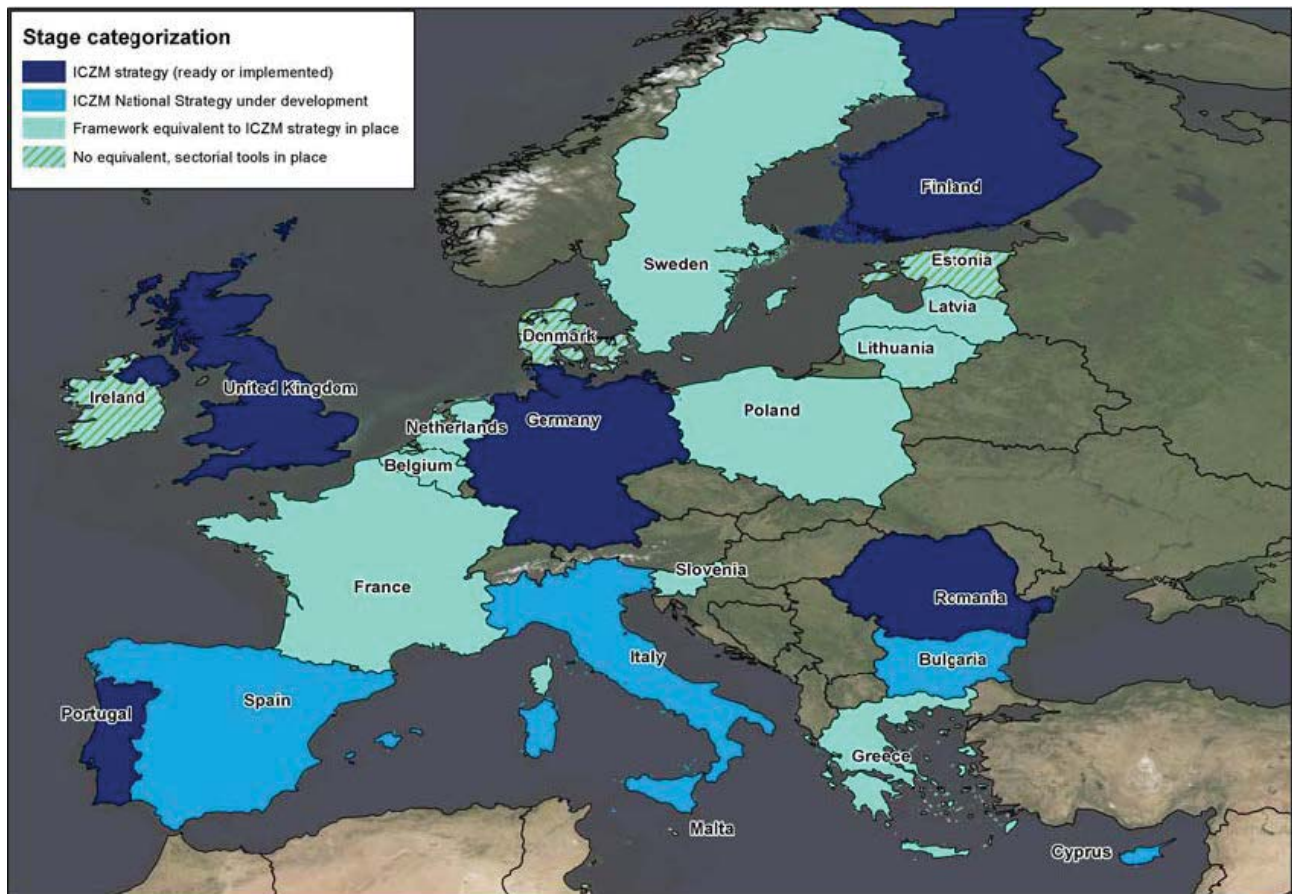 Stage categorization
ICZM strategy (ready or implemented)
ICZM National Strategy under development
Framework equivalent to ICZM strategy in place
No equivalent, sectorial tools in place
Finland
Sweden
Estonia
Latvia
Lithuania
Denmark
Ireland
United Kingdom
Netherlands
Germany
Poland
Belgium
France
Slovenia
Romania
Italy
Bulgaria
Spain
Portugal
Greece
Malta
Cyprus